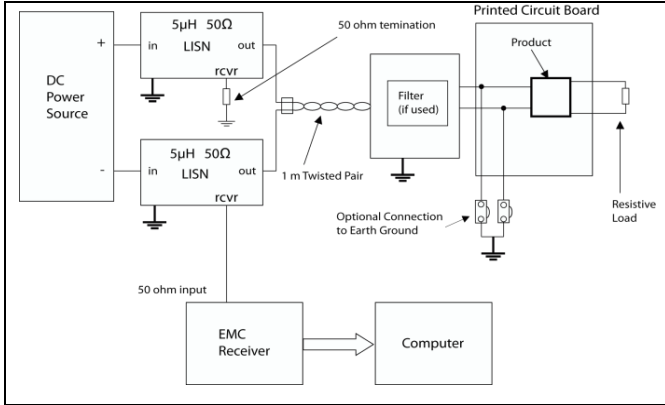 DC
Power
Source
+
-
5µH 50Ω
in
out
LISN
rcvr
50 ohm temination
5µH 50Ω
in
out
LISN
rcvr
1 m Twisted Pair
Filter
(if used)
Printed Circuit Board
Product
Resistive
Load
Optional Connection
to Earth Ground
50 ohm input
EMC
Receiver
Computer